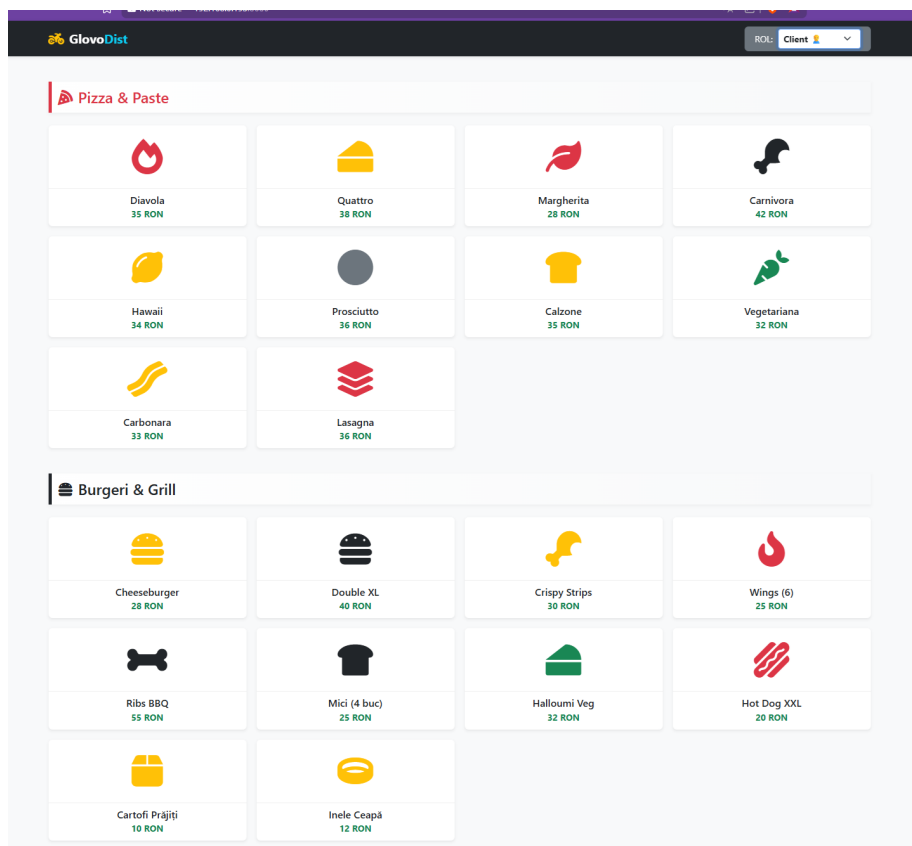 GlovoDist
ROL: Client
Pizza & Paste
Diavola
35 RON
Quattro
38 RON
Margherita
28 RON
Carnivora
42 RON
Hawaii
34 RON
Prosciutto
36 RON
Calzone
35 RON
Vegetariana
32 RON
Carbonara
33 RON
Lasagna
36 RON
Burgeri & Grill
Cheeseburger
28 RON
Double XL
40 RON
Crispy Strips
30 RON
Wings (6)
25 RON
Ribs BBQ
55 RON
Mici (4 buc)
25 RON
Halloumi Veg
32 RON
Hot Dog XXL
20 RON
Cartofi Prăjiți
10 RON
Inele Ceapă
12 RON